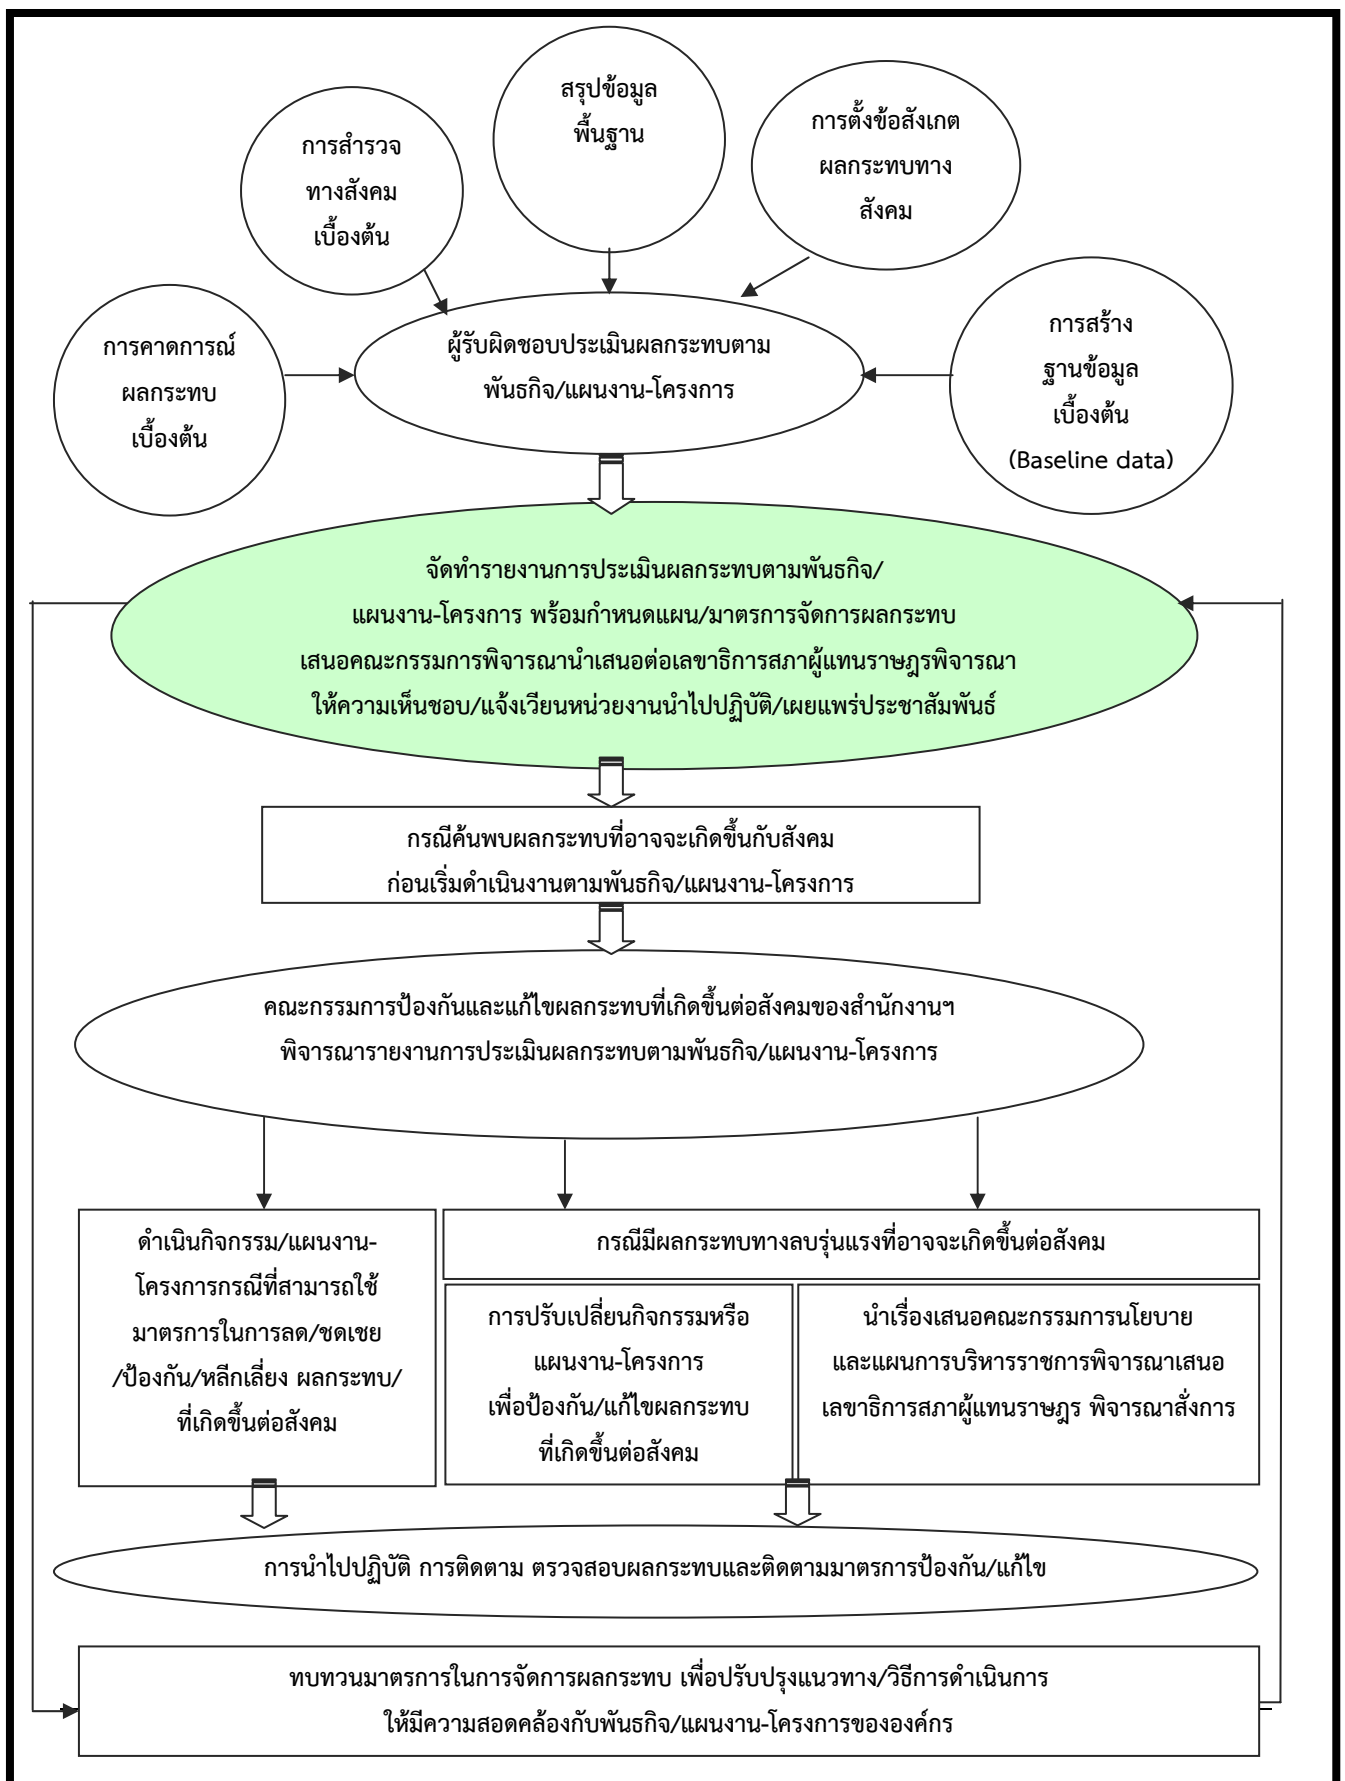 สรุปข้อมูล
พื้นฐาน
การตั้งข้อสังเกต
ผลกระทบทาง
สังคม
การสำรวจ
ทางสังคม
เบื้องต้น
การคาดการณ์
ผลกระทบ
เบื้องต้น
ผู้รับผิดชอบประเมินผลกระทบตาม
พันธกิจ/แผนงาน-โครงการ
การสร้าง
ฐานข้อมูล
เบื้องต้น
(Baseline data)
จัดทำรายงานการประเมินผลกระทบตามพันธกิจ/
แผนงาน-โครงการ พร้อมกำหนดแผน/มาตรการจัดการผลกระทบ
เสนอคณะกรรมการพิจารณานำเสนอต่อเลขาธิการสภาผู้แทนราษฎรพิจารณา
ให้ความเห็นชอบ/แจ้งเวียนหน่วยงานนำไปปฏิบัติ/เผยแพร่ประชาสัมพันธ์
กรณีค้นพบผลกระทบที่อาจจะเกิดขึ้นกับสังคม
ก่อนเริ่มดำเนินงานตามพันธกิจ/แผนงาน-โครงการ
คณะกรรมการป้องกันและแก้ไขผลกระทบที่เกิดขึ้นต่อสังคมของสำนักงานฯ
พิจารณารายงานการประเมินผลกระทบตามพันธกิจ/แผนงาน-โครงการ
ดำเนินกิจกรรม/แผนงาน-
โครงการกรณีที่สามารถใช้
มาตรการในการลด/ชดเชย
/ป้องกัน/หลีกเลี่ยง ผลกระทบ/
ที่เกิดขึ้นต่อสังคม
กรณีมีผลกระทบทางลบรุ่นแรงที่อาจจะเกิดขึ้นต่อสังคม
การปรับเปลี่ยนกิจกรรมหรือ
แผนงาน-โครงการ
เพื่อป้องกัน/แก้ไขผลกระทบ
ที่เกิดขึ้นต่อสังคม
นำเรื่องเสนอคณะกรรมการนโยบาย
และแผนการบริหารราชการพิจารณาเสนอ
เลขาธิการสภาผู้แทนราษฎร พิจารณาสั่งการ
การนำไปปฏิบัติ การติดตาม ตรวจสอบผลกระทบและติดตามมาตรการป้องกัน/แก้ไข
ทบทวนมาตรการในการจัดการผลกระทบ เพื่อปรับปรุงแนวทาง/วิธีการดำเนินการ
ให้มีความสอดคล้องกับพันธกิจ/แผนงาน-โครงการขององค์กร